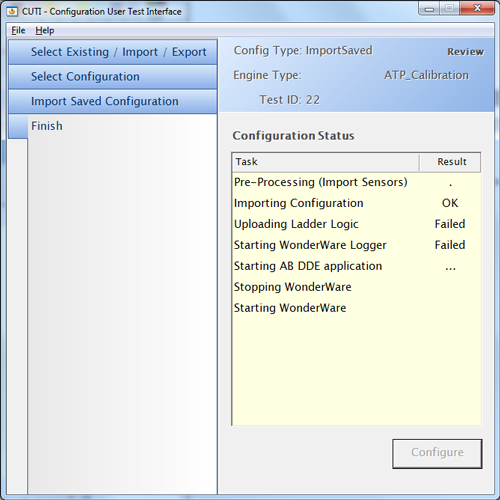 CUTI - Configuration User Test Interface
File Help
Select Existing / Import / Export
Select Configuration
Import Saved Configuration
Finish
Config Type: ImportSaved Review
Engine Type: ATP_Calibration
Test ID: 22
Configuration Status
Task Result
Pre-Processing (Import Sensors) .
Importing Configuration OK
Uploading Ladder Logic Failed
Starting WonderWare Logger Failed
Starting AB DDE application ...
Stopping WonderWare
Starting WonderWare
Configure